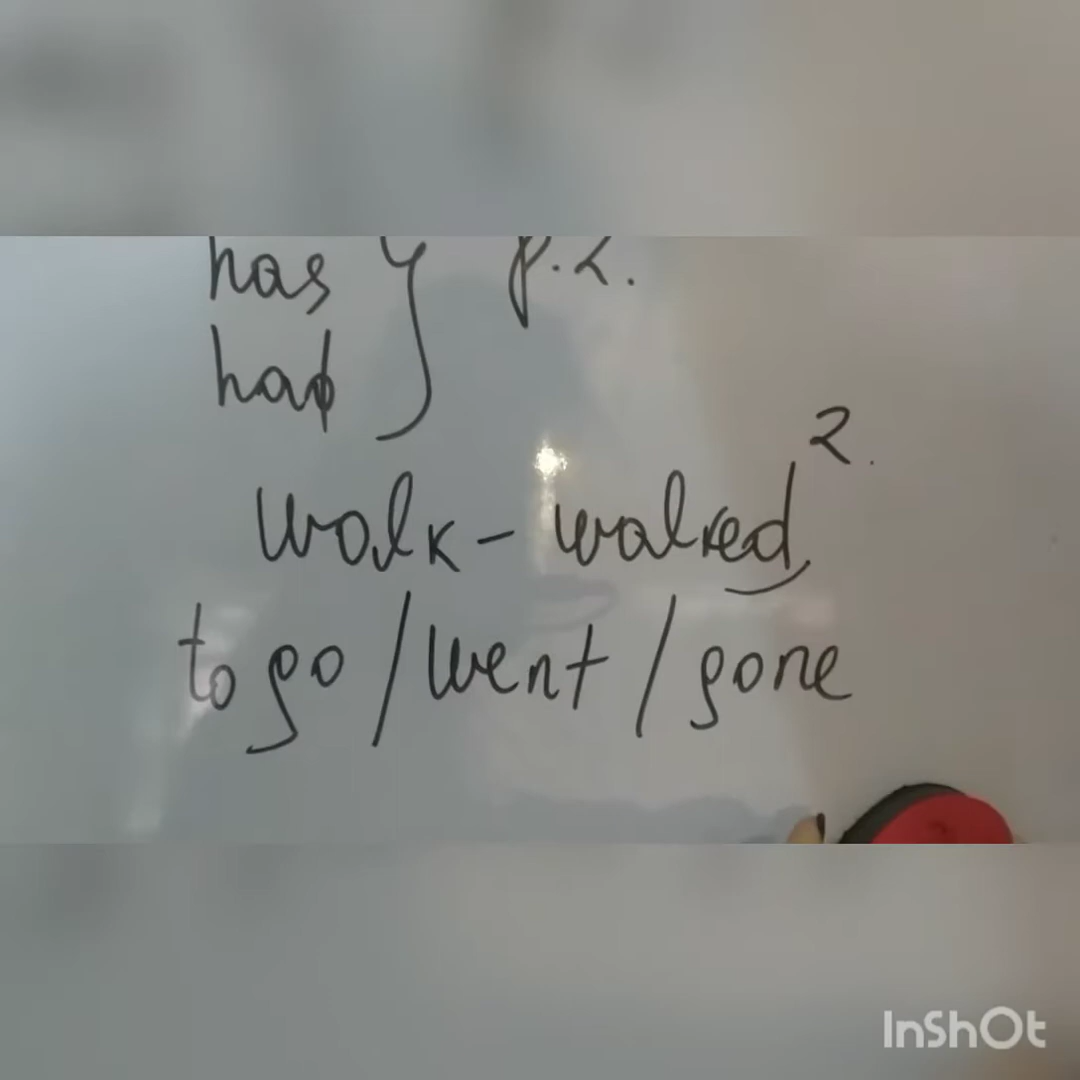 has } p.2.
had
walk - walked 2.
to go / went / gone
InShOt